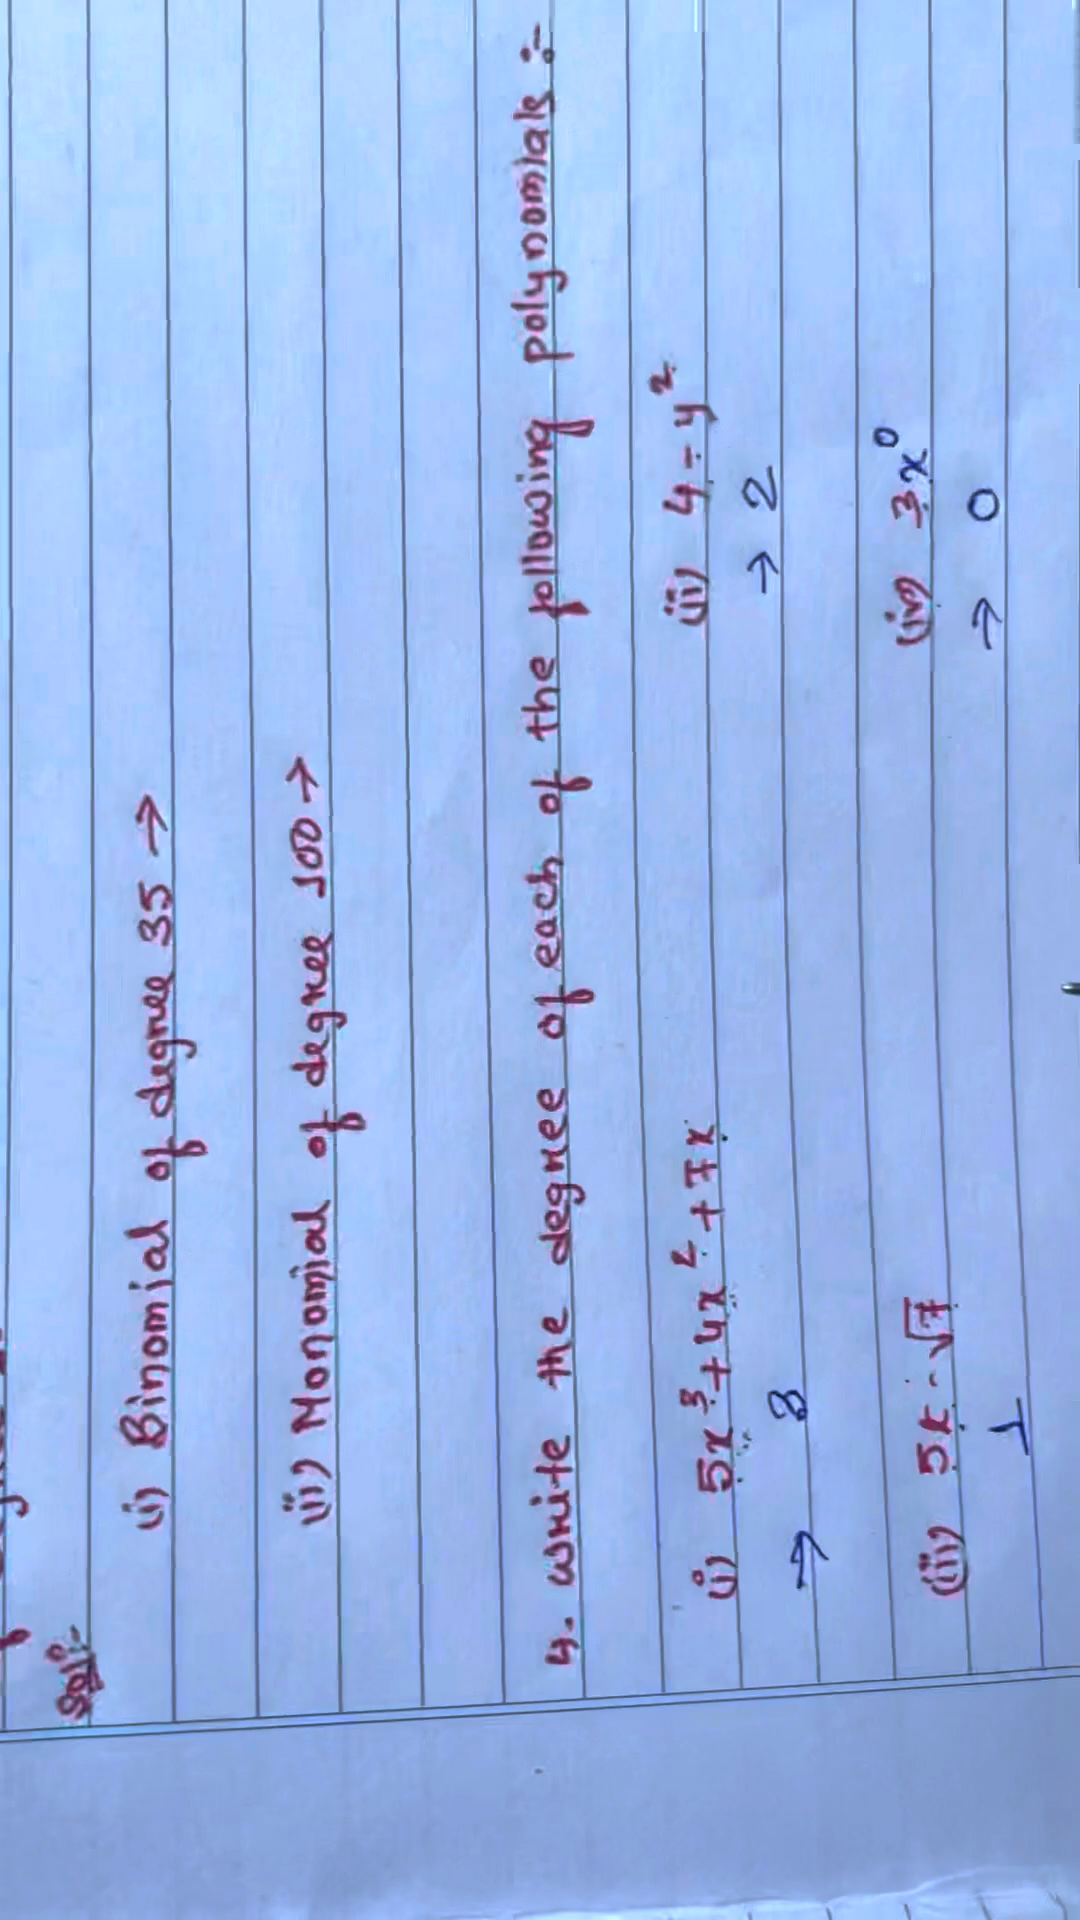 Sol:-
(i) Binomial of degree 35 →
(ii) Monomial of degree 100 →
4. Write the degree of each of the following polynomials :-
(i) 5x³ + 4x² + 7x (ii) 4 - y²
→ 3 → 2
(iii) 5x - √7 (iv) 3x⁰
1 → 0